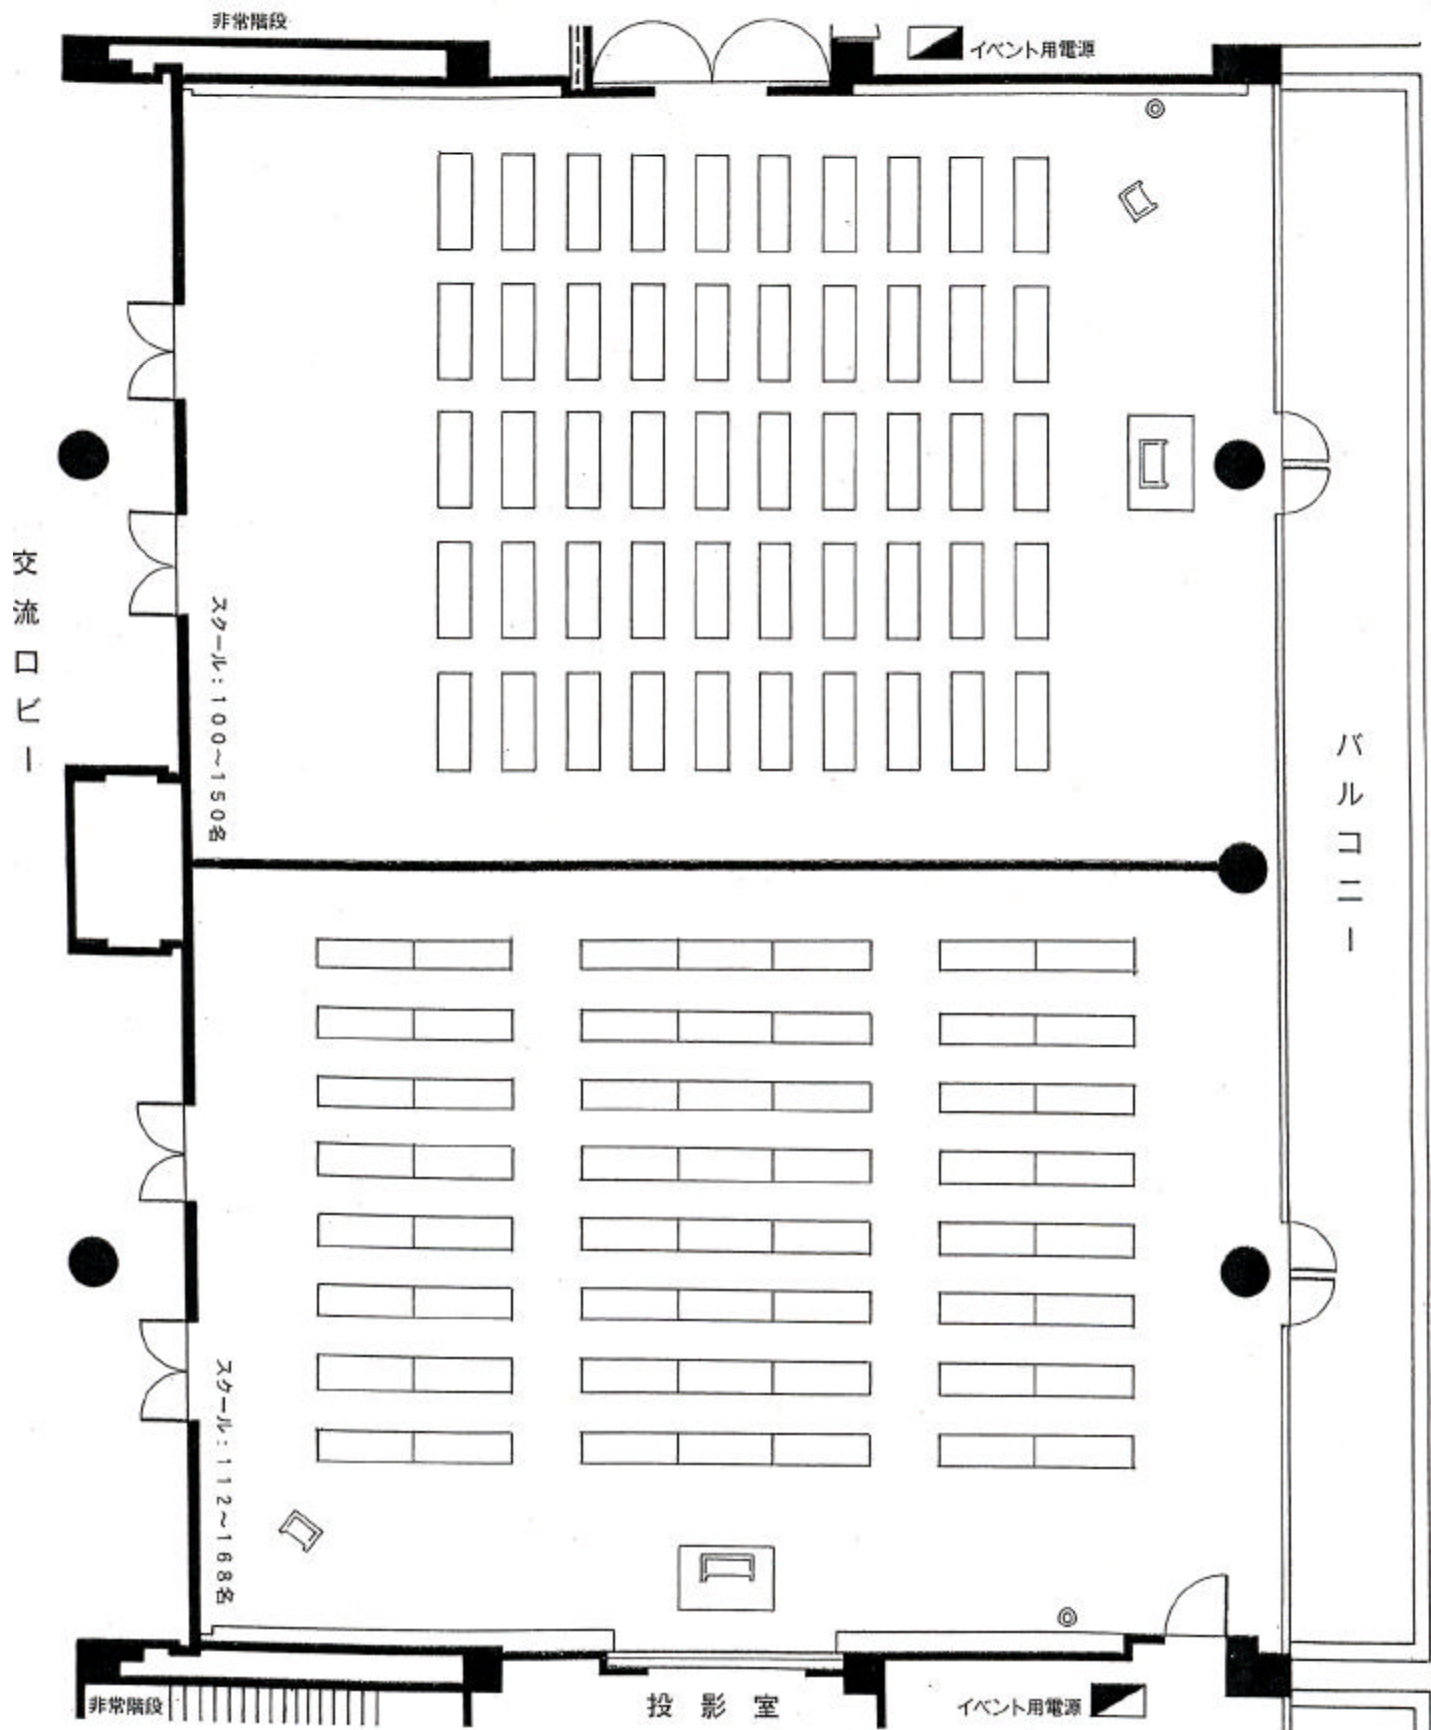 非常階段
イベント用電源
交流ロビー
スクール：100～150名
バルコニー
スクール：112～168名
非常階段
投影室
イベント用電源